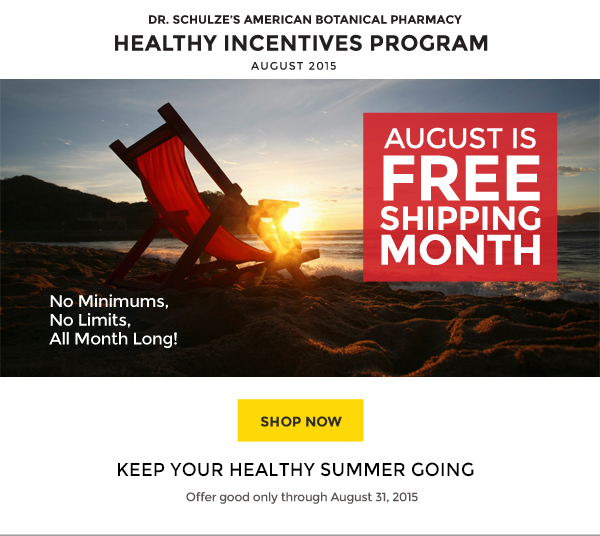 DR. SCHULZE'S AMERICAN BOTANICAL PHARMACY
HEALTHY INCENTIVES PROGRAM
AUGUST 2015
AUGUST IS
FREE
SHIPPING
MONTH
No Minimums,
No Limits,
All Month Long!
SHOP NOW
KEEP YOUR HEALTHY SUMMER GOING
Offer good only through August 31, 2015